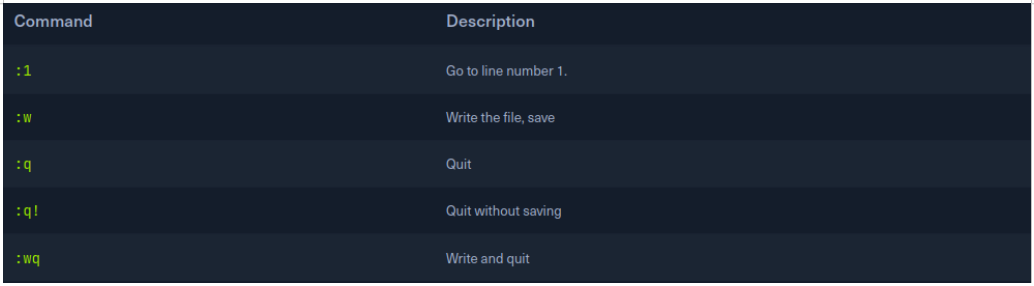 Command Description
:1 Go to line number 1.
:w Write the file, save
:q Quit
:q! Quit without saving
:wq Write and quit